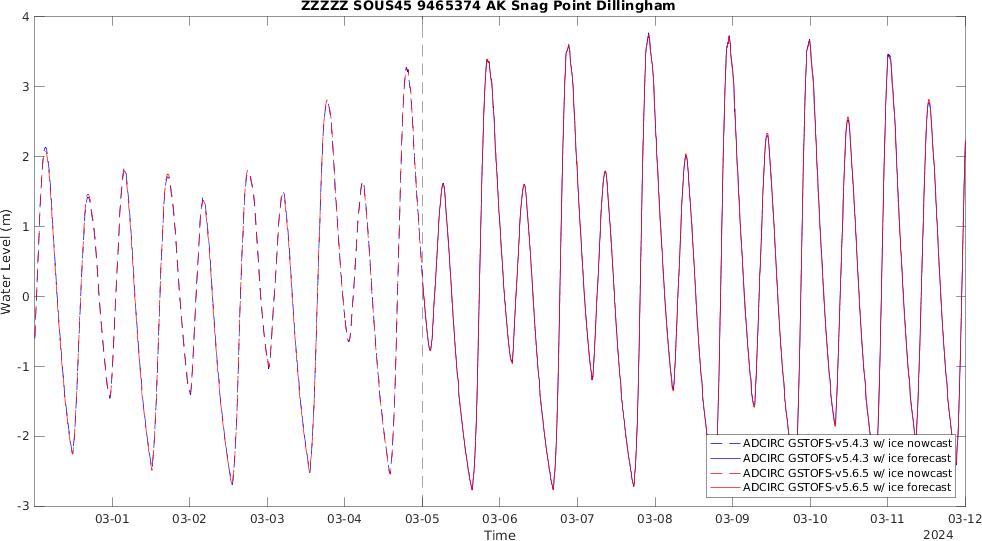 ZZZZZ SOUS45 9465374 AK Snag Point Dillingham
Water Level (m)
4
3
2
1
0
-1
-2
-3
ADCIRC GSTOFS-v5.4.3 w/ ice nowcast
ADCIRC GSTOFS-v5.4.3 w/ ice forecast
ADCIRC GSTOFS-v5.6.5 w/ ice nowcast
ADCIRC GSTOFS-v5.6.5 w/ ice forecast
03-01 03-02 03-03 03-04 03-05 03-06 03-07 03-08 03-09 03-10 03-11 03-12
Time
2024